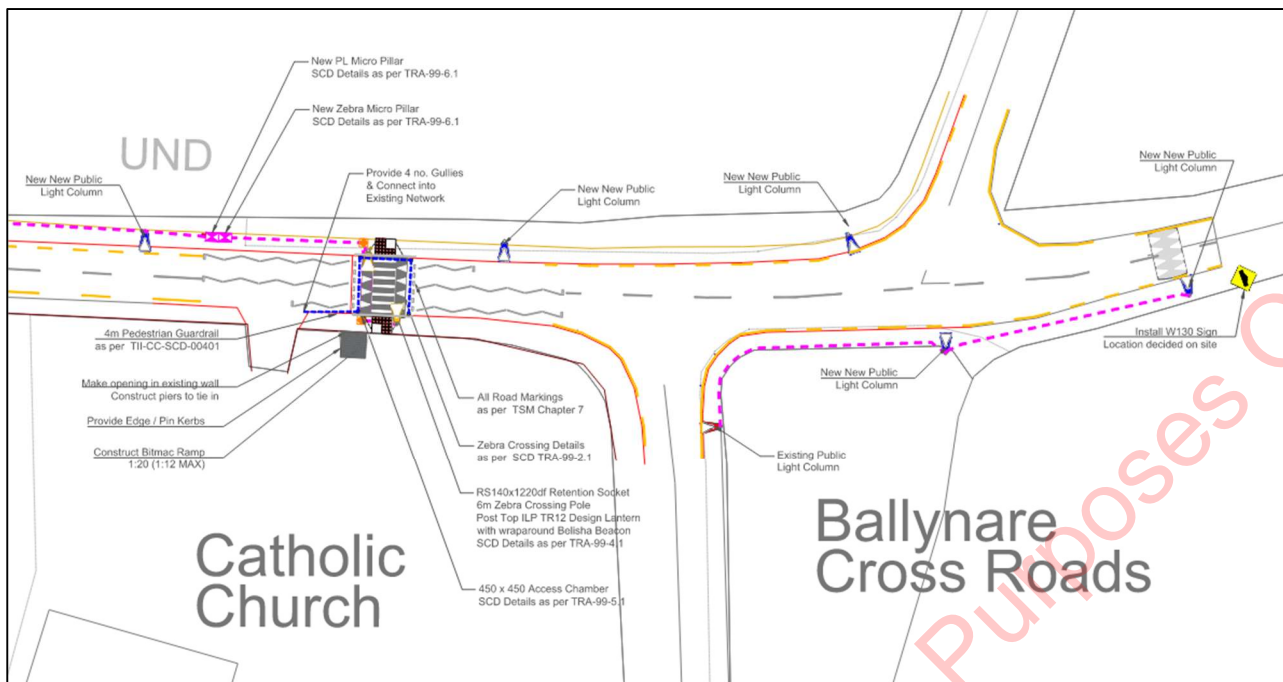 New PL Micro Pillar
SCD Details as per TRA-99-6.1
New Zebra Micro Pillar
SCD Details as per TRA-99-6.1
UND
New New Public
Light Column
Provide 4 no. Gullies
& Connect into
Existing Network
New New Public
Light Column
New New Public
Light Column
New New Public
Light Column
4m Pedestrian Guardrail
as per TII-CC-SCD-00401
Make opening in existing wall
Construct piers to tie in
Provide Edge / Pin Kerbs
Construct Bitmac Ramp
1:20 (1:12 MAX)
All Road Markings
as per TSM Chapter 7
Zebra Crossing Details
as per SCD TRA-99-2.1
RS140x1220df Retention Socket
6m Zebra Crossing Pole
Post Top ILP TR12 Design Lantern
with wraparound Belisha Beacon
SCD Details as per TRA-99-4.1
450 x 450 Access Chamber
SCD Details as per TRA-99-5.1
Install W130 Sign
Location decided on site
New New Public
Light Column
Existing Public
Light Column
Catholic
Church
Ballynare
Cross Roads
Purposes